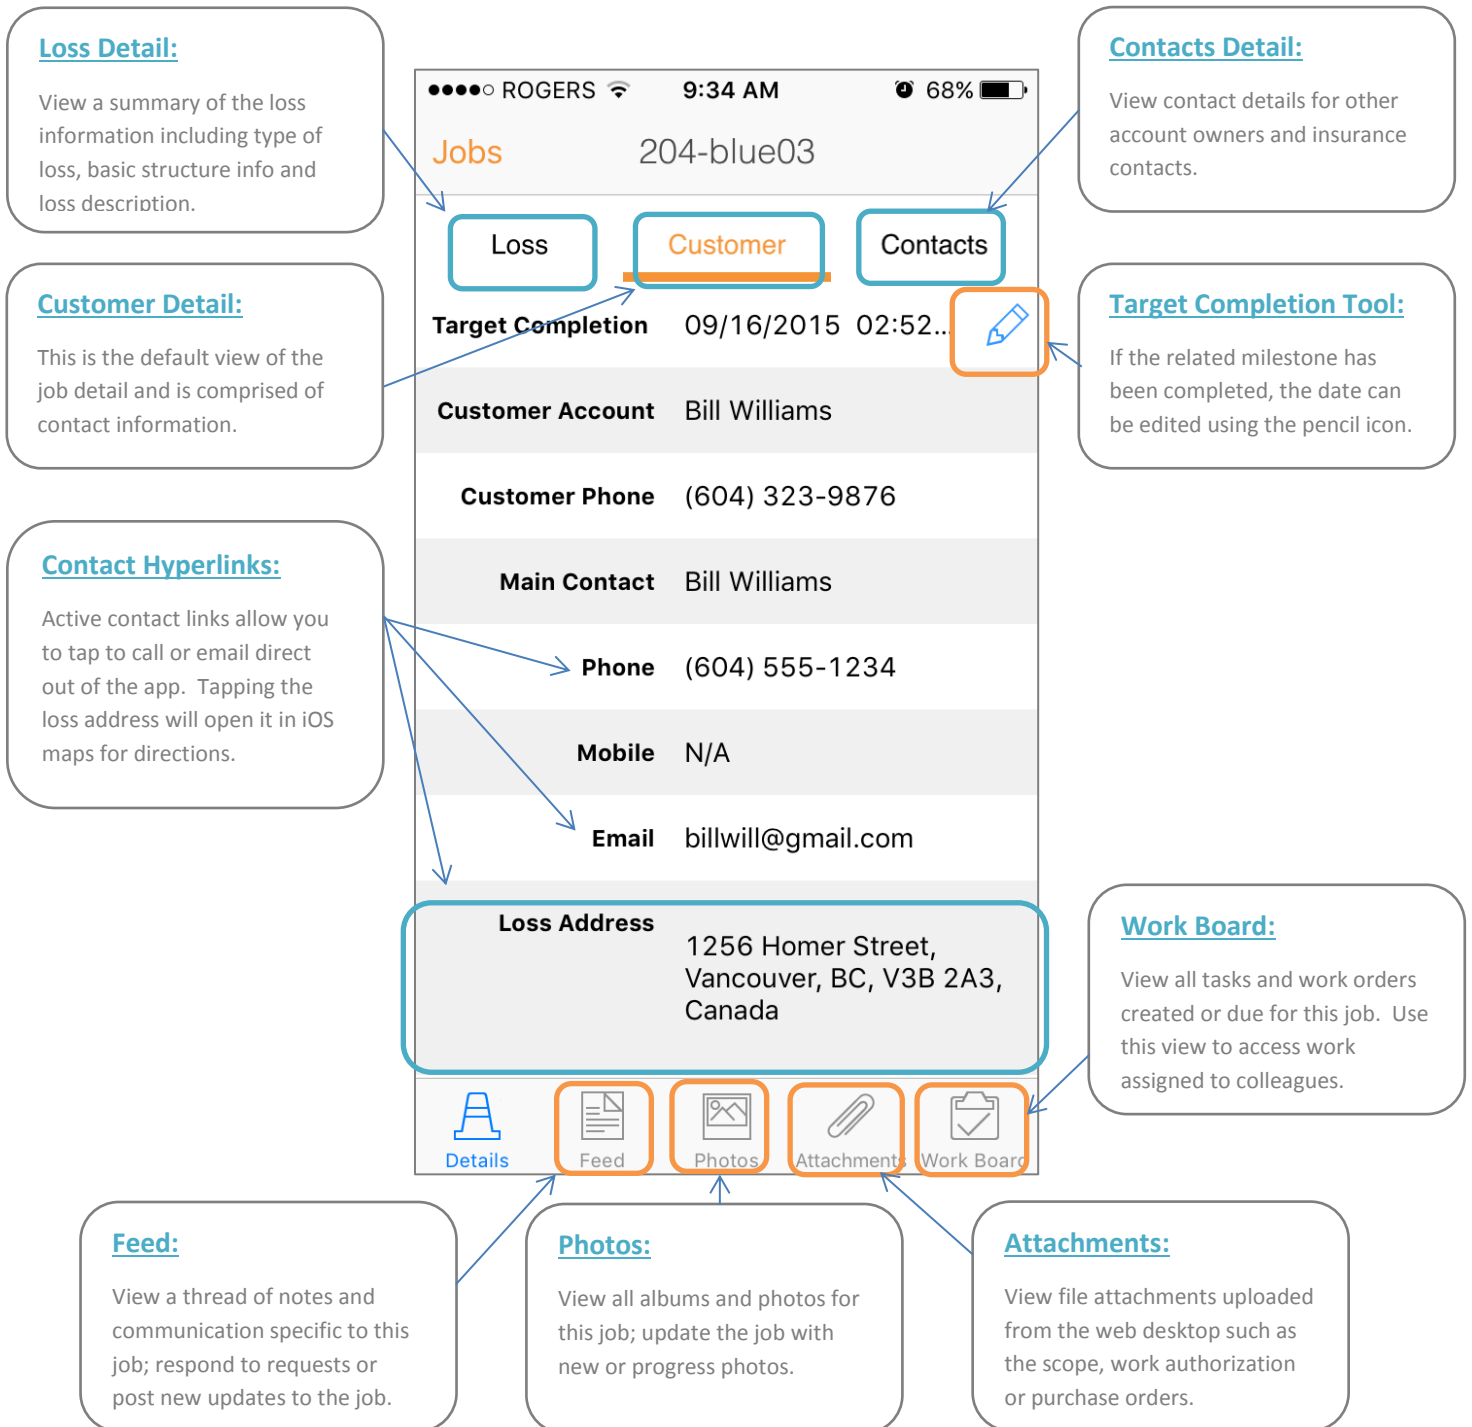 Loss Detail:
View a summary of the loss
information including type of
loss, basic structure info and
loss description.
Customer Detail:
This is the default view of the
job detail and is comprised of
contact information.
Contact Hyperlinks:
Active contact links allow you
to tap to call or email direct
out of the app. Tapping the
loss address will open it in iOS
maps for directions.
ROGERS 9:34 AM 68%
Jobs 204-blue03
Loss Customer Contacts
Target Completion 09/16/2015 02:52...
Customer Account Bill Williams
Customer Phone (604) 323-9876
Main Contact Bill Williams
Phone (604) 555-1234
Mobile N/A
Email billwill@gmail.com
Loss Address
1256 Homer Street,
Vancouver, BC, V3B 2A3,
Canada
Details Feed Photos Attachments Work Board
Contacts Detail:
View contact details for other
account owners and insurance
contacts.
Target Completion Tool:
If the related milestone has
been completed, the date can
be edited using the pencil icon.
Work Board:
View all tasks and work orders
created or due for this job. Use
this view to access work
assigned to colleagues.
Feed:
View a thread of notes and
communication specific to this
job; respond to requests or
post new updates to the job.
Photos:
View all albums and photos for
this job; update the job with
new or progress photos.
Attachments:
View file attachments uploaded
from the web desktop such as
the scope, work authorization
or purchase orders.